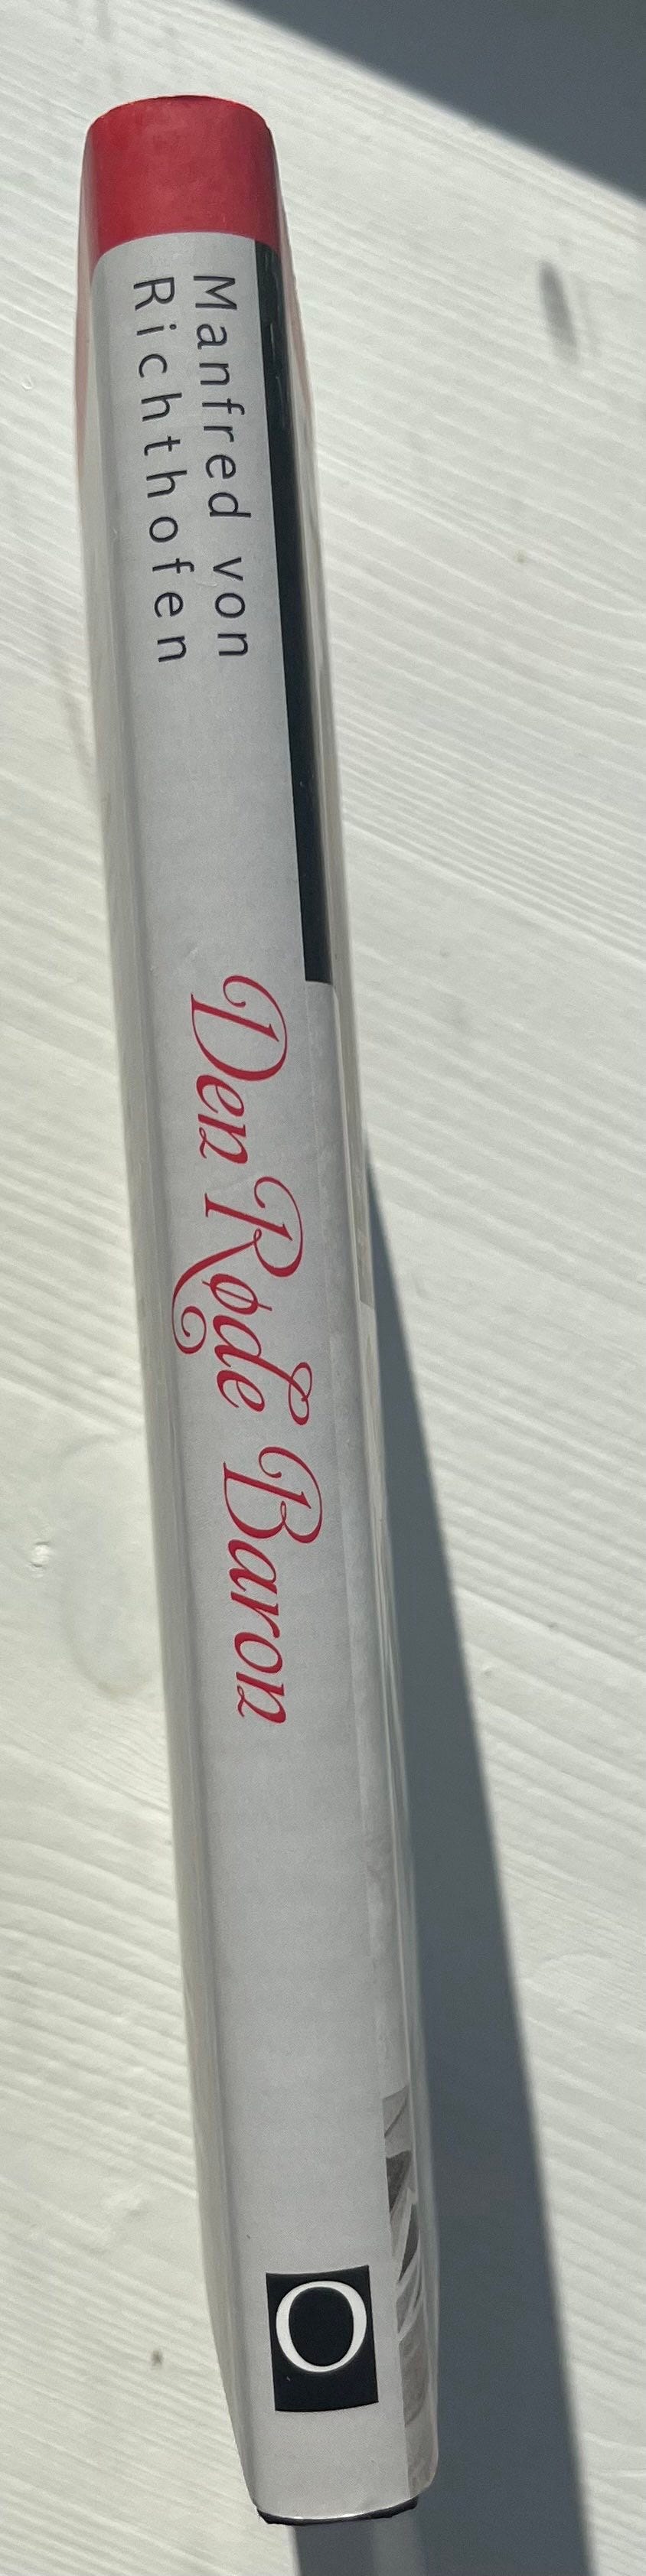 Manfred von
Richthofen
Den Røde Baron
O